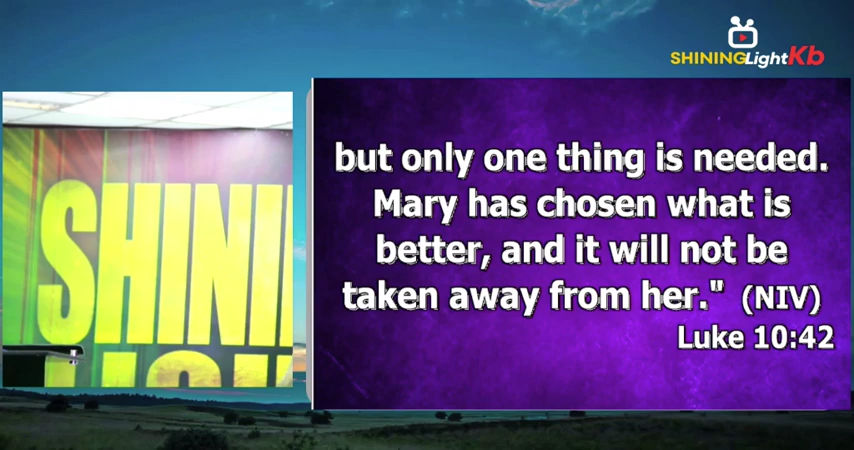 SHININGLightKb
SHINI
but only one thing is needed.
Mary has chosen what is
better, and it will not be
taken away from her." (NIV)
Luke 10:42